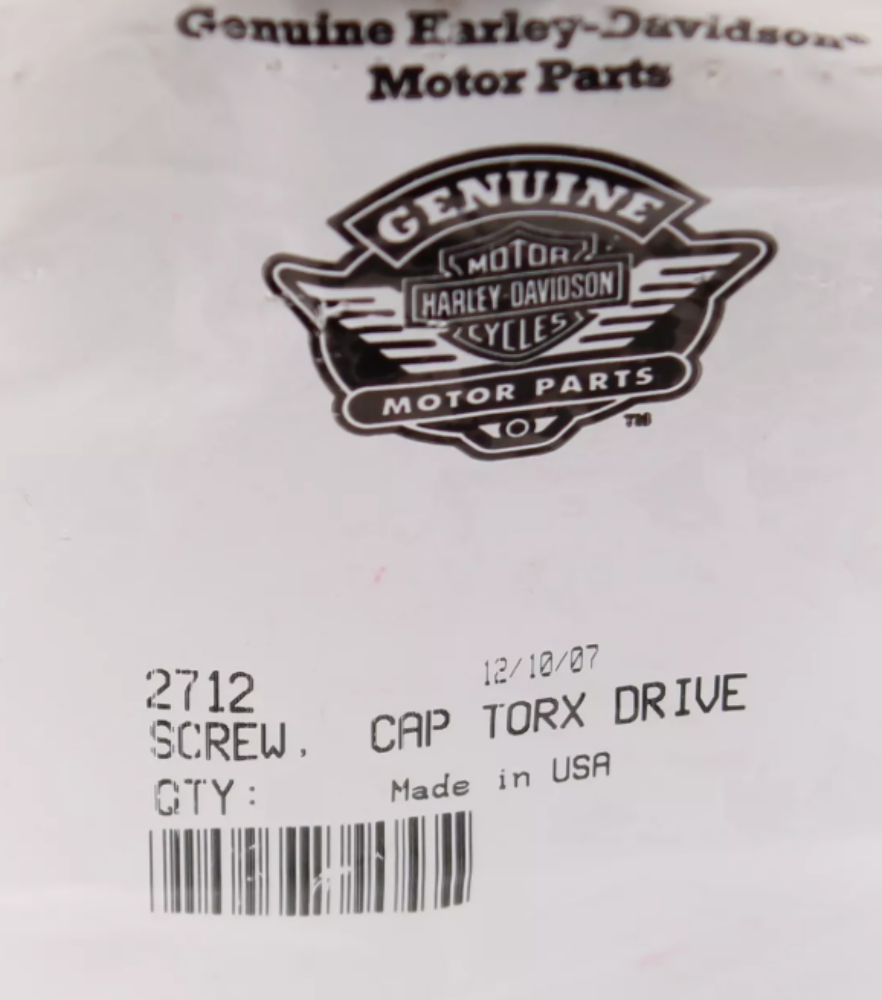 Genuine Harley-Davidson
Motor Parts
GENUINE
MOTOR
HARLEY-DAVIDSON
CYCLES
MOTOR PARTS
TM
12/10/07
2712
SCREW, CAP TORX DRIVE
QTY: Made in USA